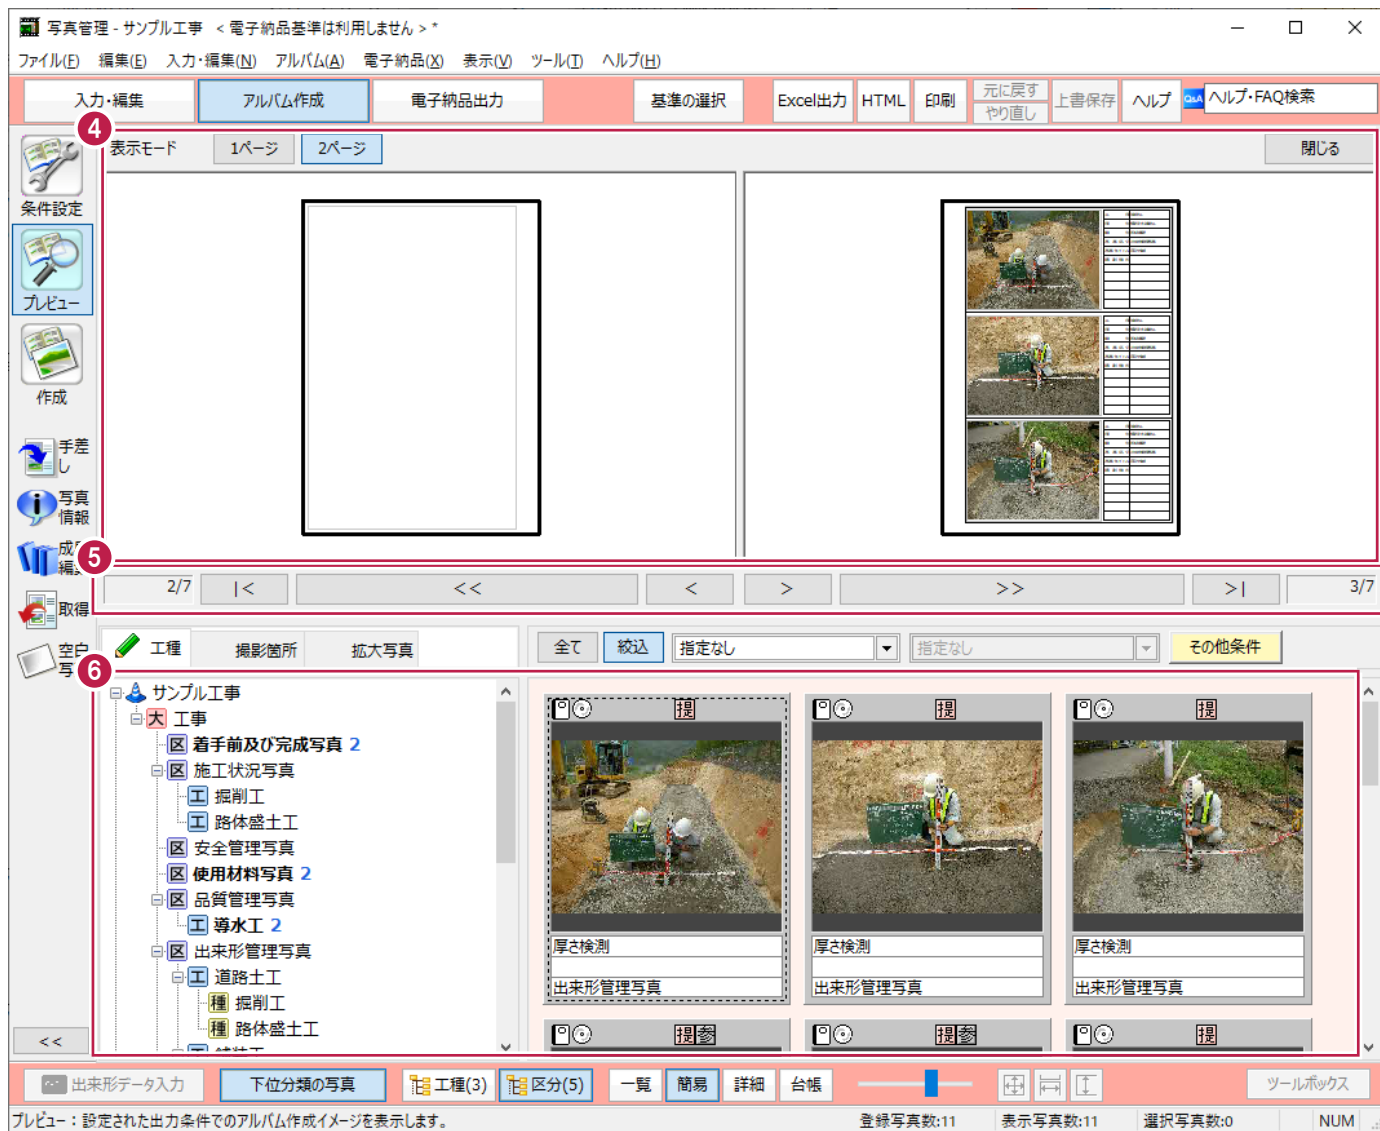 写真管理 - サンプル工事 ＜電子納品基準は利用しません＞*
ファイル(F) 編集(E) 入力・編集(N) アルバム(A) 電子納品(X) 表示(V) ツール(T) ヘルプ(H)
入力・編集 アルバム作成 電子納品出力 基準の選択 Excel出力 HTML 印刷 元に戻す やり直し 上書保存 ヘルプ Q&A ヘルプ・FAQ検索
4
表示モード 1ページ 2ページ 閉じる
条件設定
プレビュー
作成
手差し
写真情報
5
編集
取得
空白
2/7 |< << < > >> >| 3/7
6
工種 撮影箇所 拡大写真 全て 絞込 指定なし 指定なし その他条件
サンプル工事
大 工事
区 着手前及び完成写真 2
区 施工状況写真
工 掘削工
工 路体盛土工
区 安全管理写真
区 使用材料写真 2
区 品質管理写真
工 導水工 2
区 出来形管理写真
工 道路土工
種 掘削工
種 路体盛土工
提 提 提
厚さ検測 厚さ検測 厚さ検測
出来形管理写真 出来形管理写真 出来形管理写真
提参 提参 提
<<
出来形データ入力 下位分類の写真 工種(3) 区分(5) 一覧 簡易 詳細 台帳 ツールボックス
プレビュー：設定された出力条件でのアルバム作成イメージを表示します。 登録写真数:11 表示写真数:11 選択写真数:0 NUM